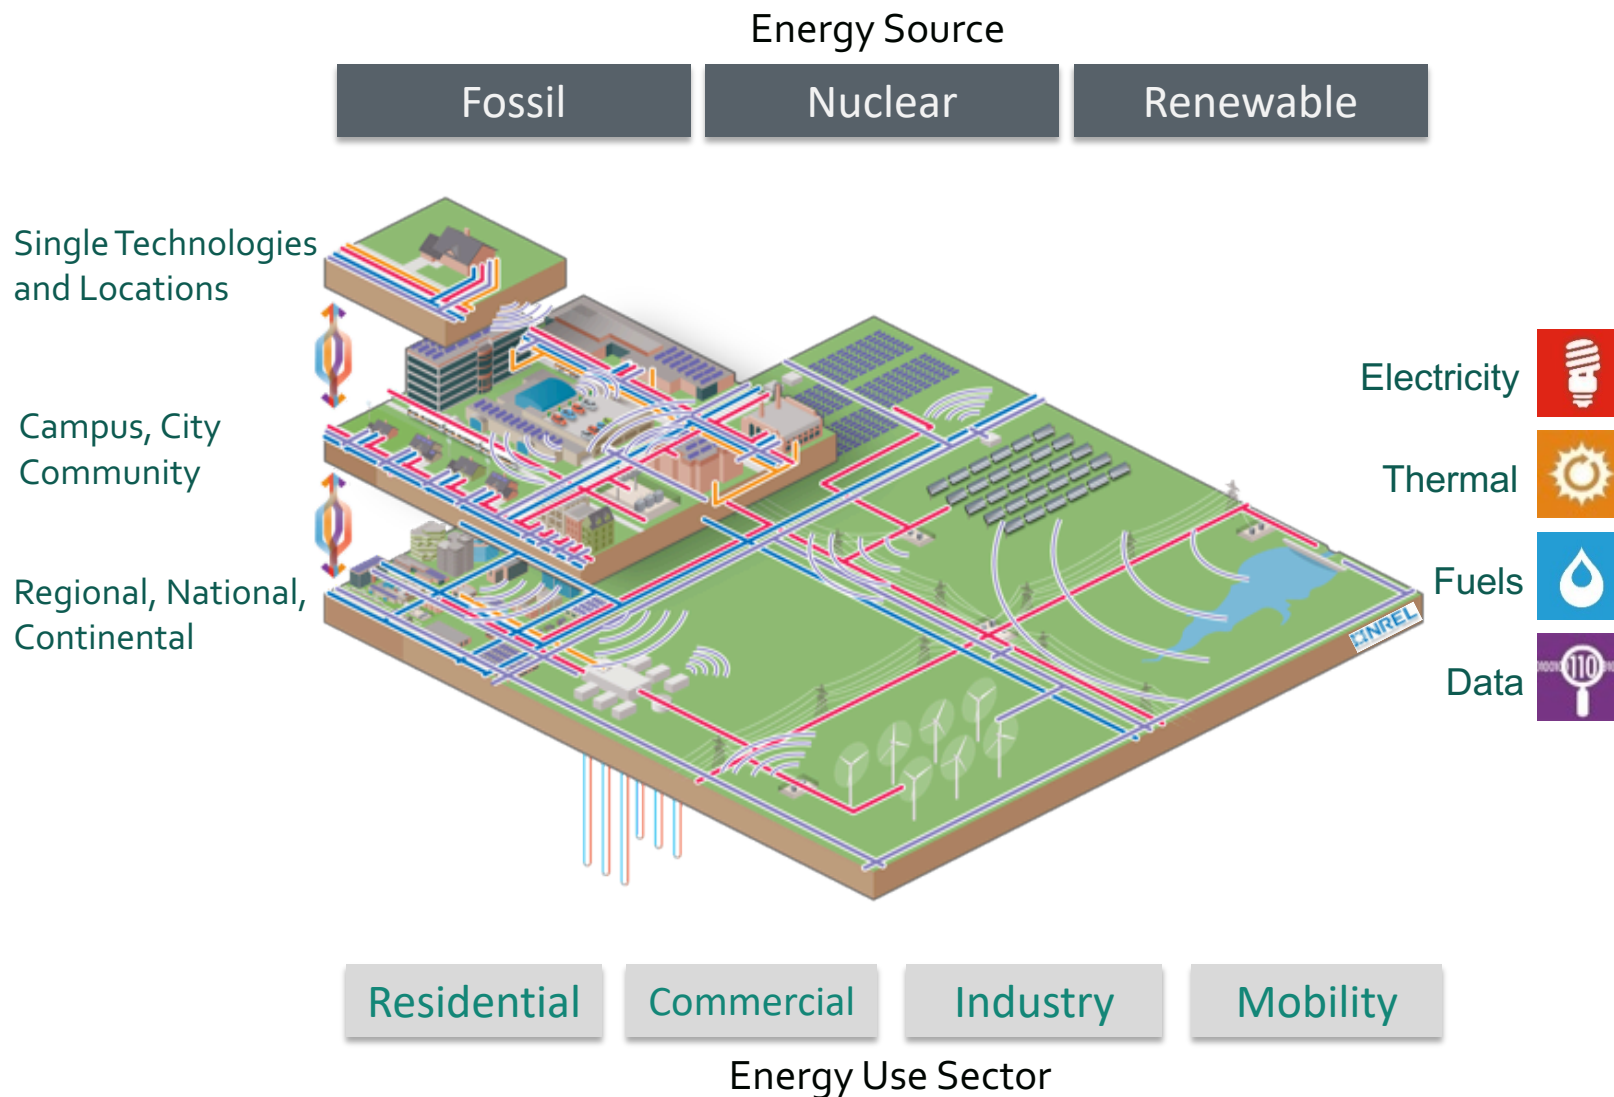 Energy Source
Fossil
Nuclear
Renewable
Single Technologies
and Locations
Campus, City
Community
Regional, National,
Continental
Electricity
Thermal
Fuels
Data
110
NREL
Residential
Commercial
Industry
Mobility
Energy Use Sector